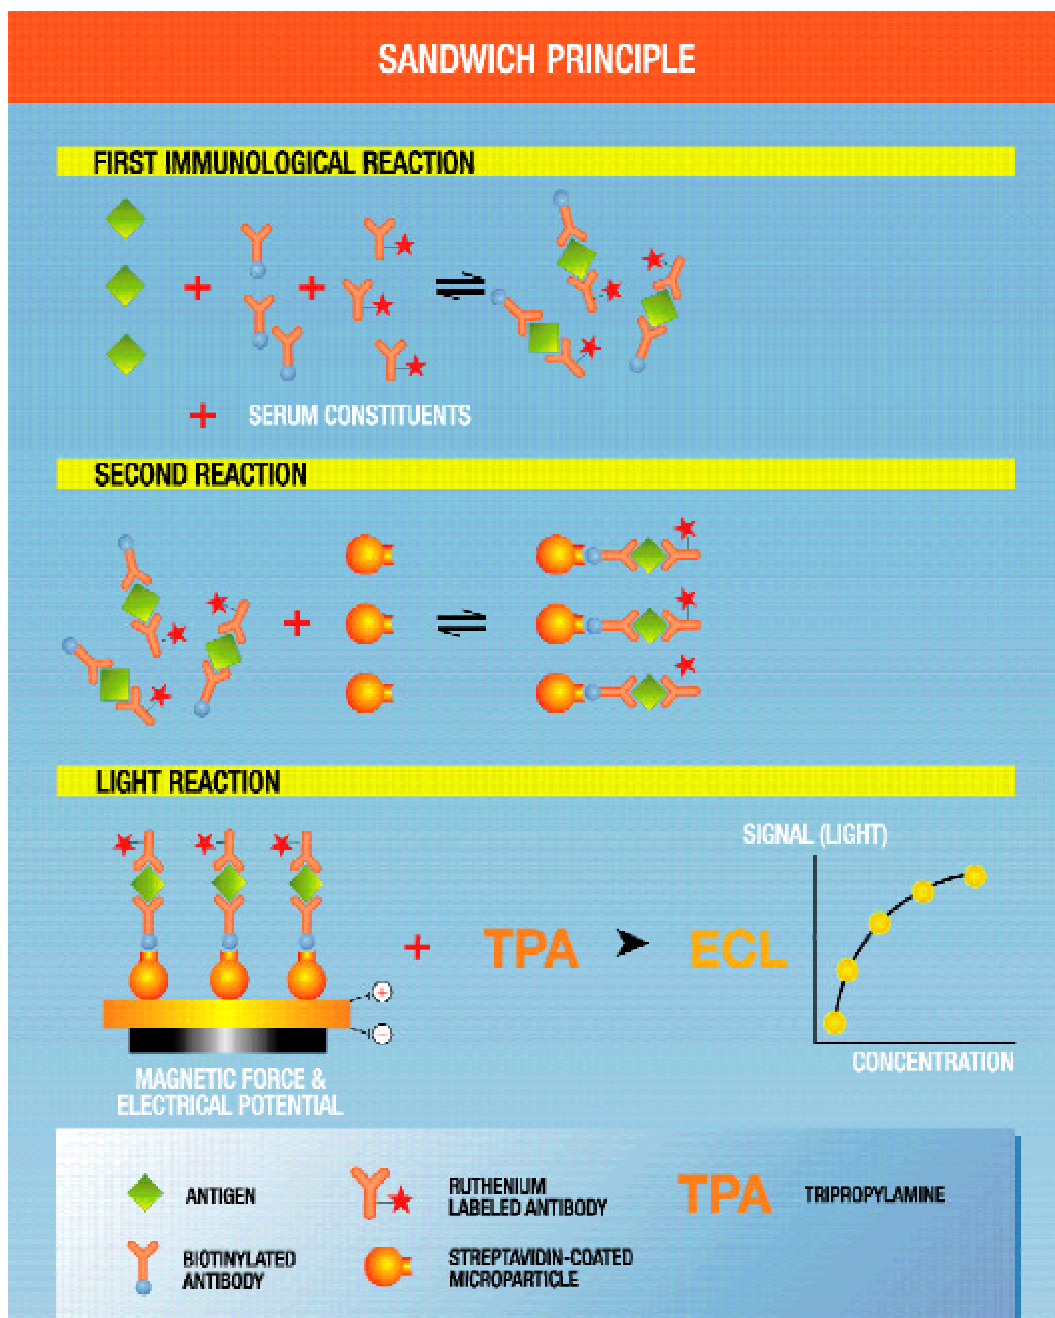 SANDWICH PRINCIPLE
FIRST IMMUNOLOGICAL REACTION
+ +
+ SERUM CONSTITUENTS
SECOND REACTION
+
LIGHT REACTION
SIGNAL (LIGHT)
+ TPA ➤ ECL
+
−
CONCENTRATION
MAGNETIC FORCE &
ELECTRICAL POTENTIAL
ANTIGEN
RUTHENIUM
LABELED ANTIBODY
TPA
TRIPROPYLAMINE
BIOTINYLATED
ANTIBODY
STREPTAVIDIN-COATED
MICROPARTICLE